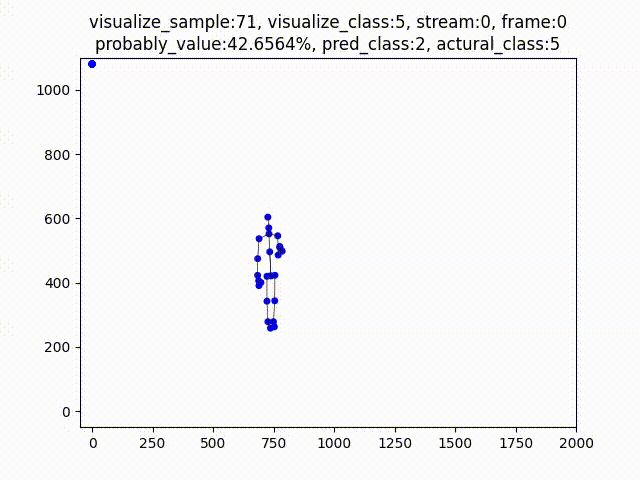 visualize_sample:71, visualize_class:5, stream:0, frame:0
probably_value:42.6564%, pred_class:2, actural_class:5
1000
800
600
400
200
0
0 250 500 750 1000 1250 1500 1750 2000